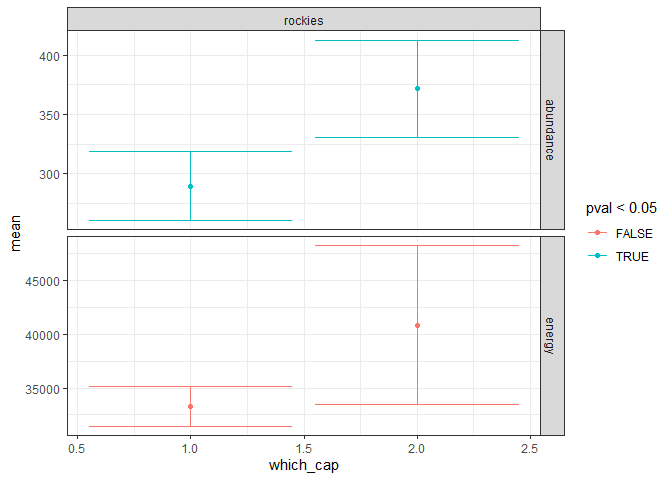 rockies
400
350
300
abundance
mean
45000
40000
35000
energy
0.5 1.0 1.5 2.0 2.5
which_cap
pval < 0.05
FALSE
TRUE